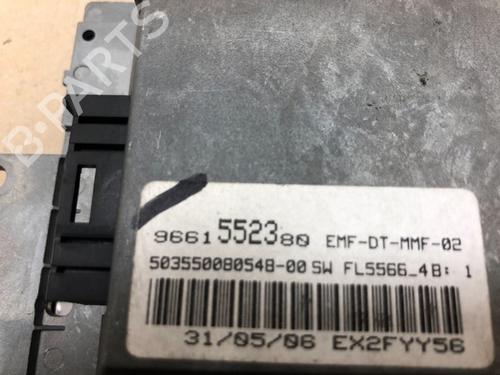 B-PARTS
9661552380 EMF-DT-MMF-02
503550080548-00 SW FL5566_4B: 1
31/05/06 EX2FYY56